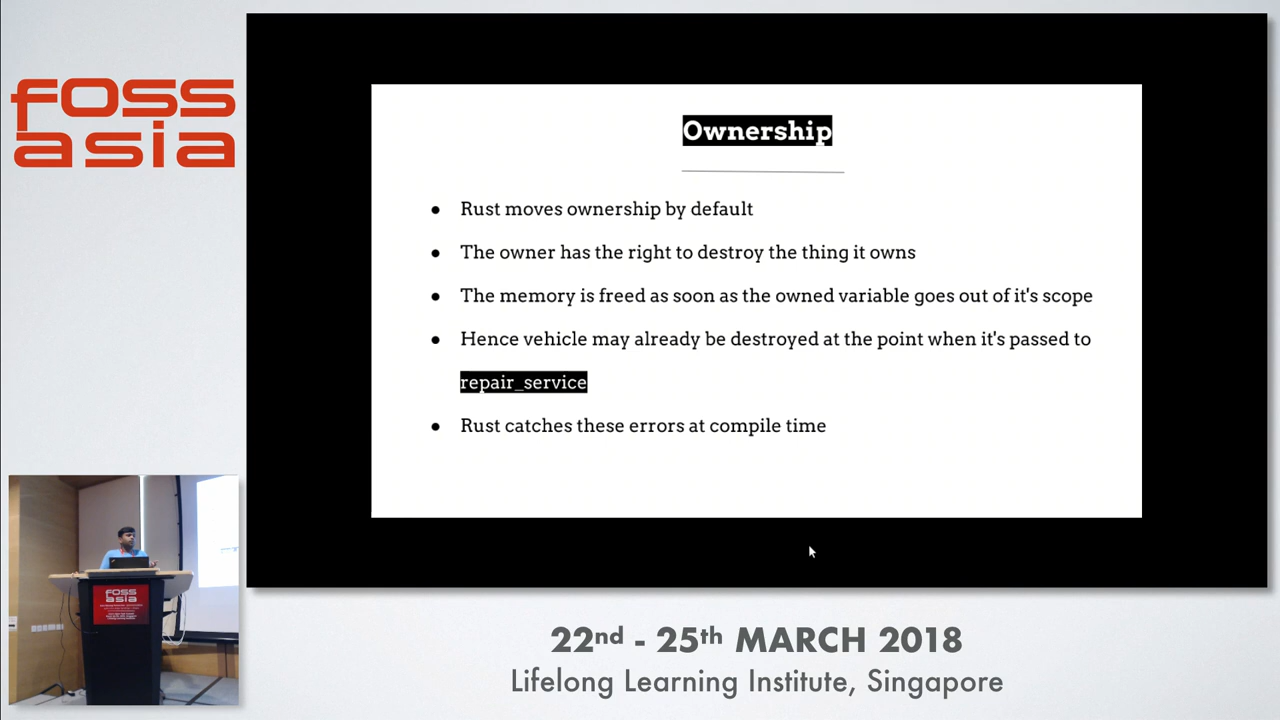 foss
asia
Ownership
● Rust moves ownership by default
● The owner has the right to destroy the thing it owns
● The memory is freed as soon as the owned variable goes out of it's scope
● Hence vehicle may already be destroyed at the point when it's passed to
repair_service
● Rust catches these errors at compile time
foss
asia
22nd - 25th MARCH 2018
Lifelong Learning Institute, Singapore